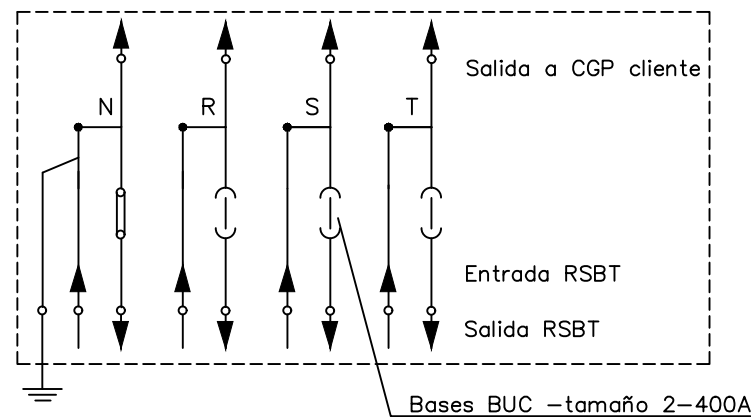 Salida a CGP cliente
N R S T
Entrada RSBT
Salida RSBT
Bases BUC -tamaño 2-400A